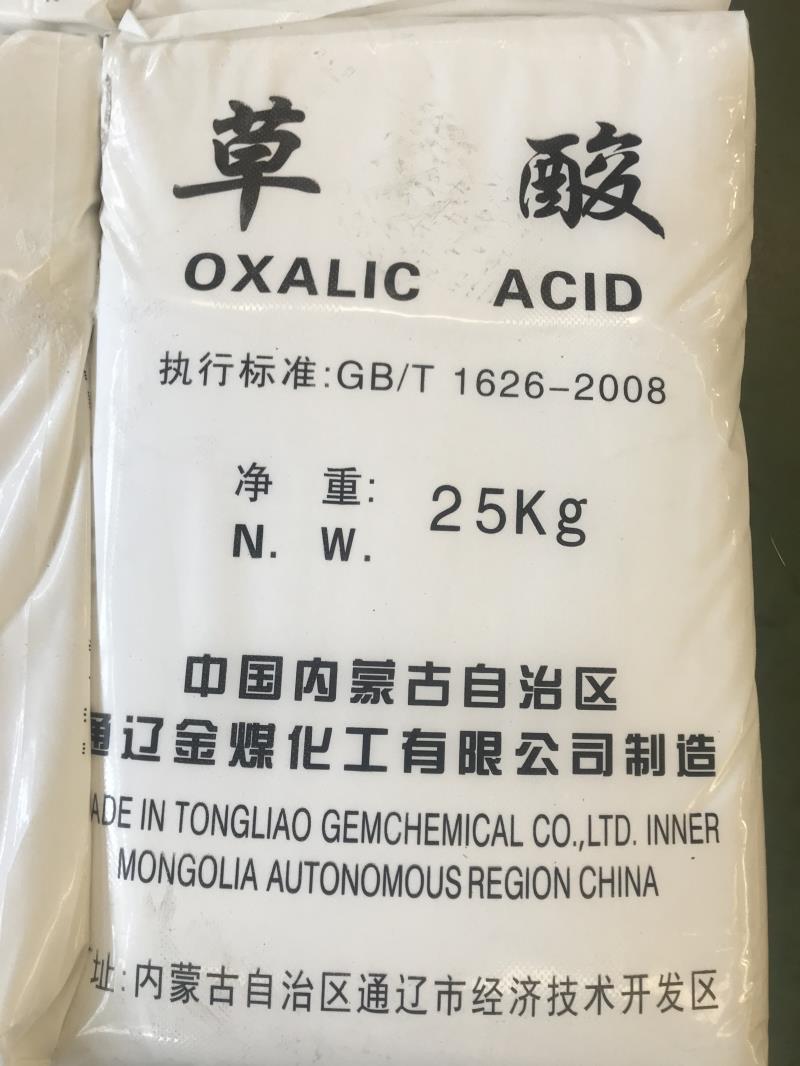 草 酸
OXALIC ACID
执行标准:GB/T 1626-2008
净 重: 25Kg
N. W.
中国内蒙古自治区
通辽金煤化工有限公司制造
ADE IN TONGLIAO GEMCHEMICAL CO.,LTD. INNER
MONGOLIA AUTONOMOUS REGION CHINA
址:内蒙古自治区通辽市经济技术开发区